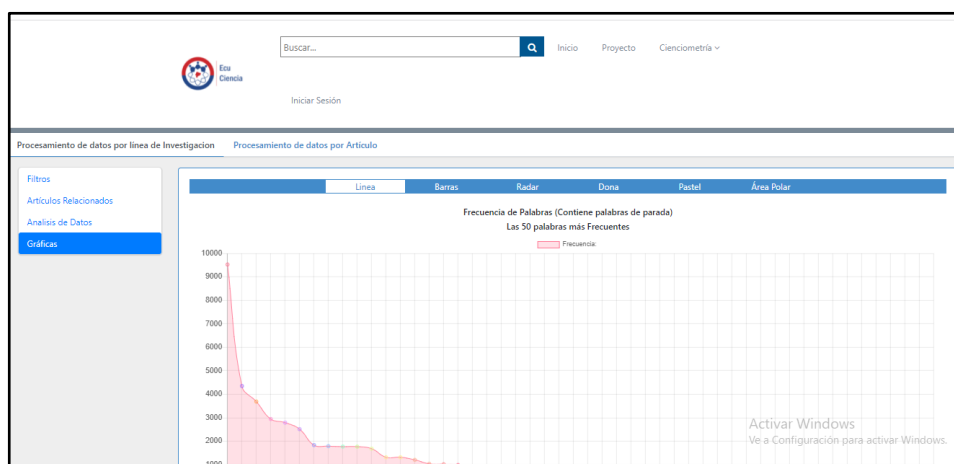 Buscar...
Inicio Proyecto Cienciometría
Ecu
Ciencia
Iniciar Sesión
Procesamiento de datos por línea de Investigacion Procesamiento de datos por Artículo
Filtros
Artículos Relacionados
Analisis de Datos
Gráficas
Linea Barras Radar Dona Pastel Área Polar
Frecuencia de Palabras (Contiene palabras de parada)
Las 50 palabras más Frecuentes
Frecuencia:
10000
9000
8000
7000
6000
5000
4000
3000
2000
1000
Activar Windows
Ve a Configuración para activar Windows.